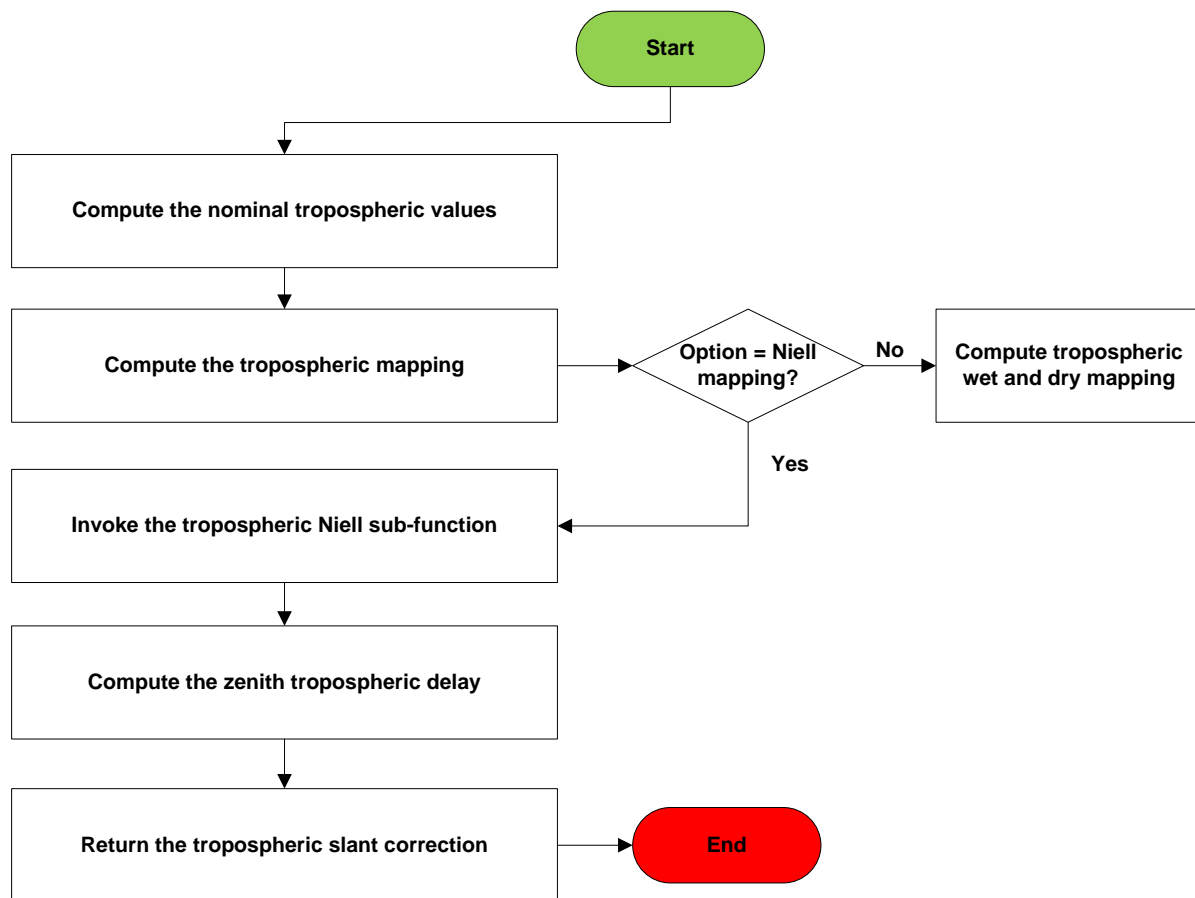 Start
Compute the nominal tropospheric values
Compute the tropospheric mapping
Option = Niell
mapping?
No
Compute tropospheric
wet and dry mapping
Yes
Invoke the tropospheric Niell sub-function
Compute the zenith tropospheric delay
Return the tropospheric slant correction
End